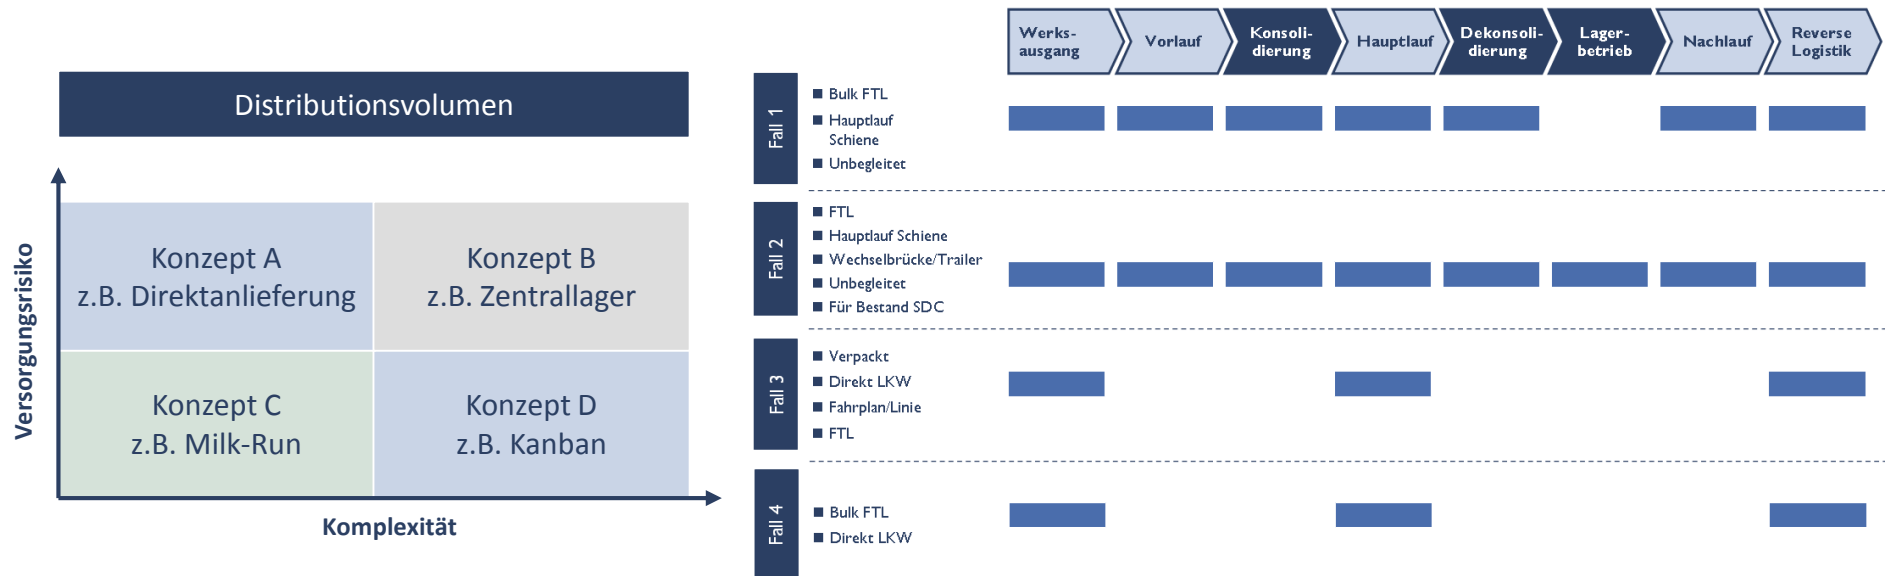 Distributionsvolumen
Versorgungsrisiko
Konzept A
z.B. Direktanlieferung
Konzept B
z.B. Zentrallager
Konzept C
z.B. Milk-Run
Konzept D
z.B. Kanban
Komplexität
Werks-
ausgang
Vorlauf
Konsoli-
dierung
Hauptlauf
Dekonsoli-
dierung
Lager-
betrieb
Nachlauf
Reverse
Logistik
Fall 1
Bulk FTL
Hauptlauf
Schiene
Unbegleitet
Fall 2
FTL
Hauptlauf Schiene
Wechselbrücke/Trailer
Unbegleitet
Für Bestand SDC
Fall 3
Verpackt
Direkt LKW
Fahrplan/Linie
FTL
Fall 4
Bulk FTL
Direkt LKW